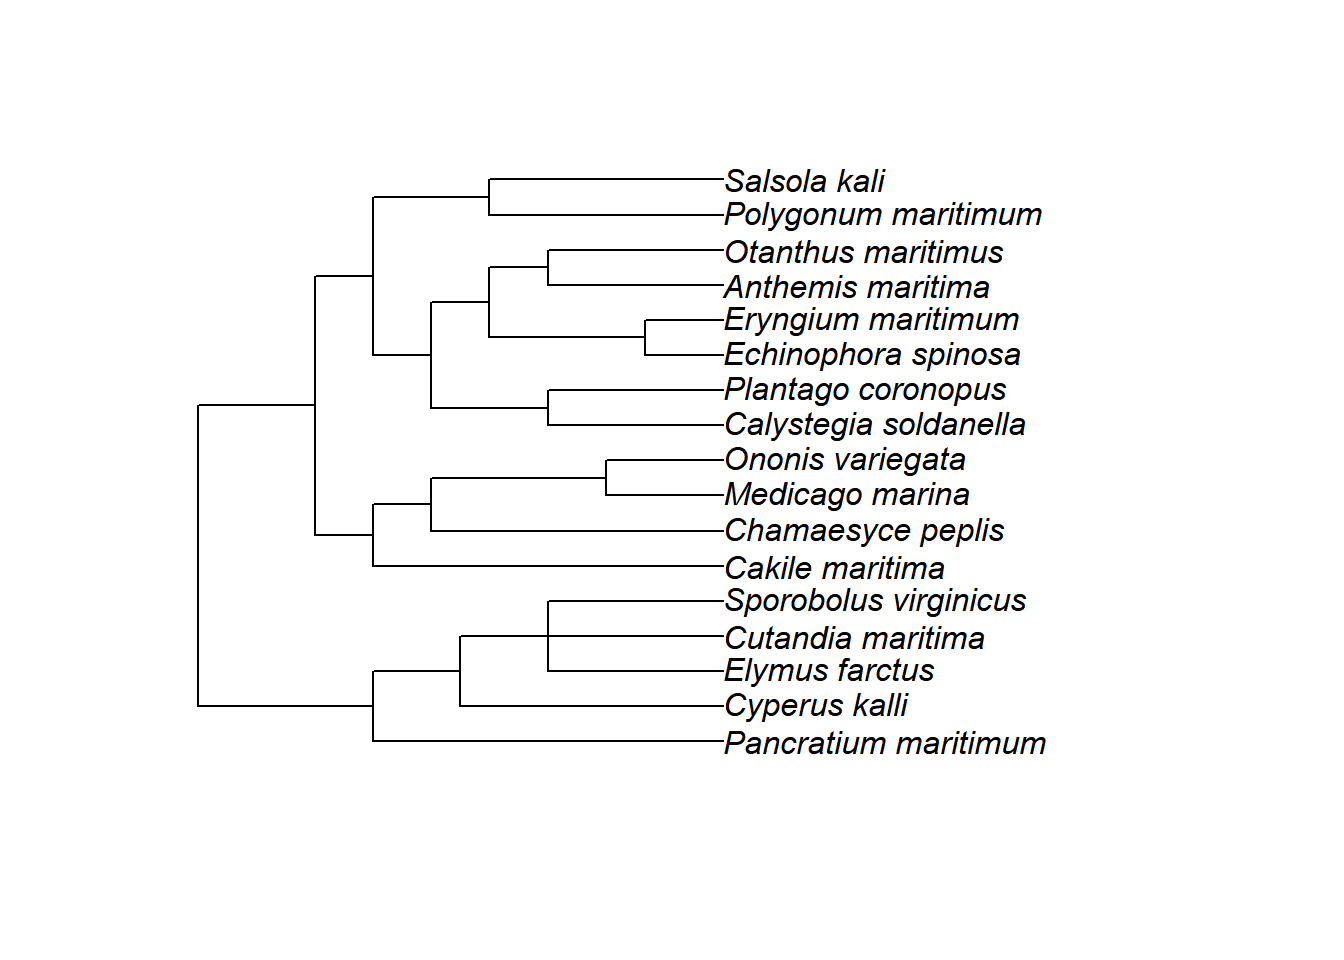 Salsola kali
Polygonum maritimum
Otanthus maritimus
Anthemis maritima
Eryngium maritimum
Echinophora spinosa
Plantago coronopus
Calystegia soldanella
Ononis variegata
Medicago marina
Chamaesyce peplis
Cakile maritima
Sporobolus virginicus
Cutandia maritima
Elymus farctus
Cyperus kalli
Pancratium maritimum